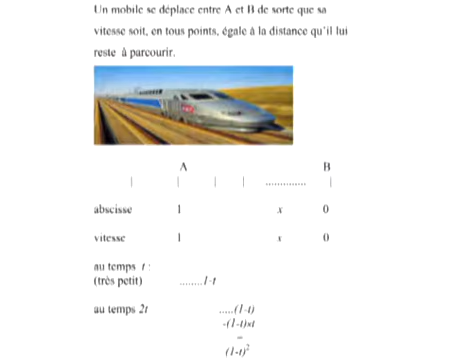 Un mobile se déplace entre A et B de sorte que sa
vitesse soit, en tous points, égale à la distance qu'il lui
reste à parcourir.
A B
abscisse 1 x 0
vitesse 1 x 0
au temps t :
(très petit) ........1-t
au temps 2t .....(1-t)
-(1-t)×t
=
(1-t)²